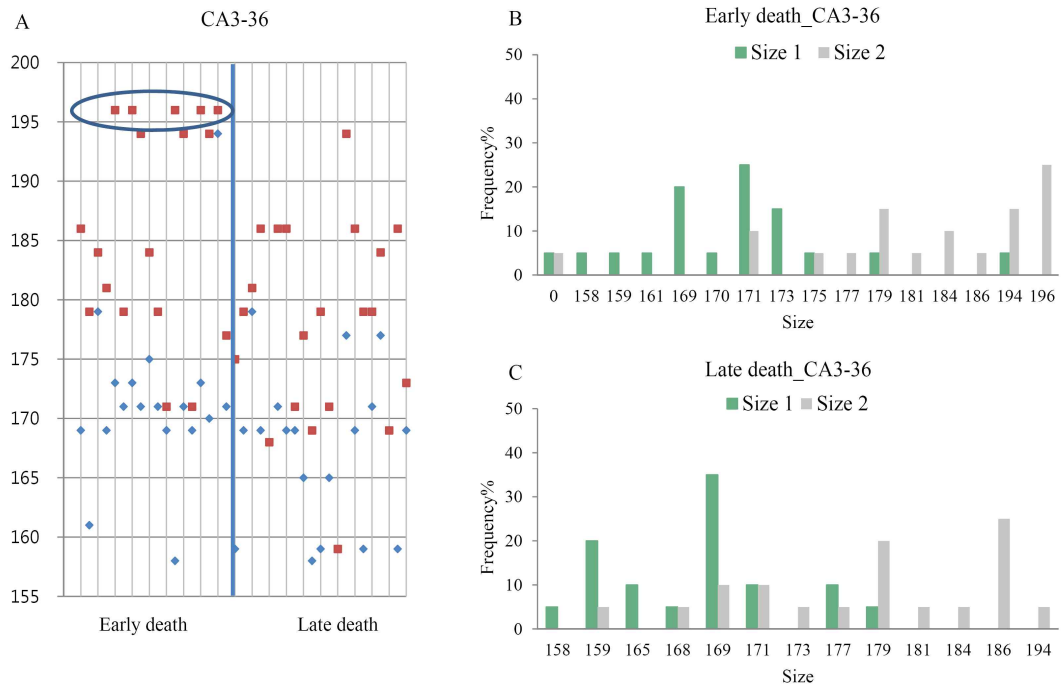 A
CA3-36
200
195
190
185
180
175
170
165
160
155
Early death
Late death
B
Early death_CA3-36
Size 1
Size 2
Frequency%
50
40
30
20
10
0
0 158 159 161 169 170 171 173 175 177 179 181 184 186 194 196
Size
C
Late death_CA3-36
Size 1
Size 2
Frequency%
50
40
30
20
10
0
158 159 165 168 169 171 173 177 179 181 184 186 194
Size